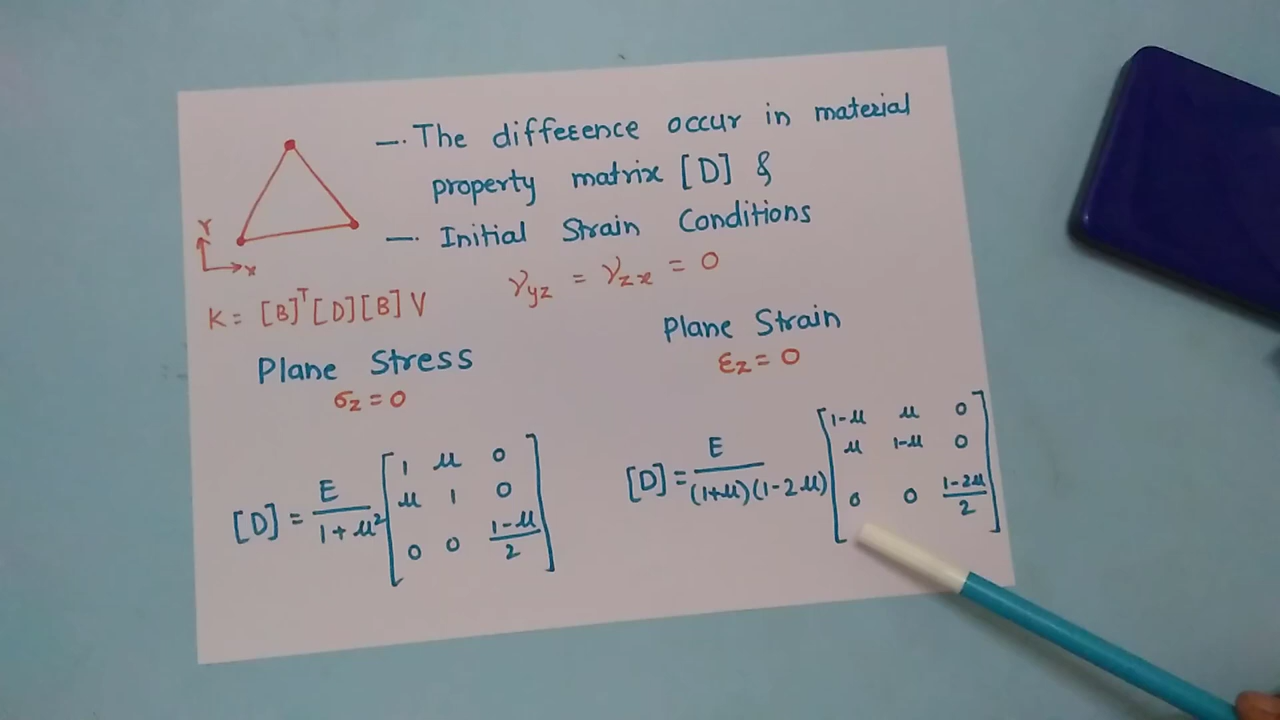 —. The difference occur in material
property matrix [D] &
—. Initial Strain Conditions
γyz = γzx = 0
Y
x
K = [B]ᵀ[D][B] V
Plane Stress
σz = 0
[D] = E/(1+μ²) [1 μ 0
μ 1 0
0 0 (1-μ)/2]
Plane Strain
εz = 0
[D] = E/((1+μ)(1-2μ)) [1-μ μ 0
μ 1-μ 0
0 0 (1-2μ)/2]